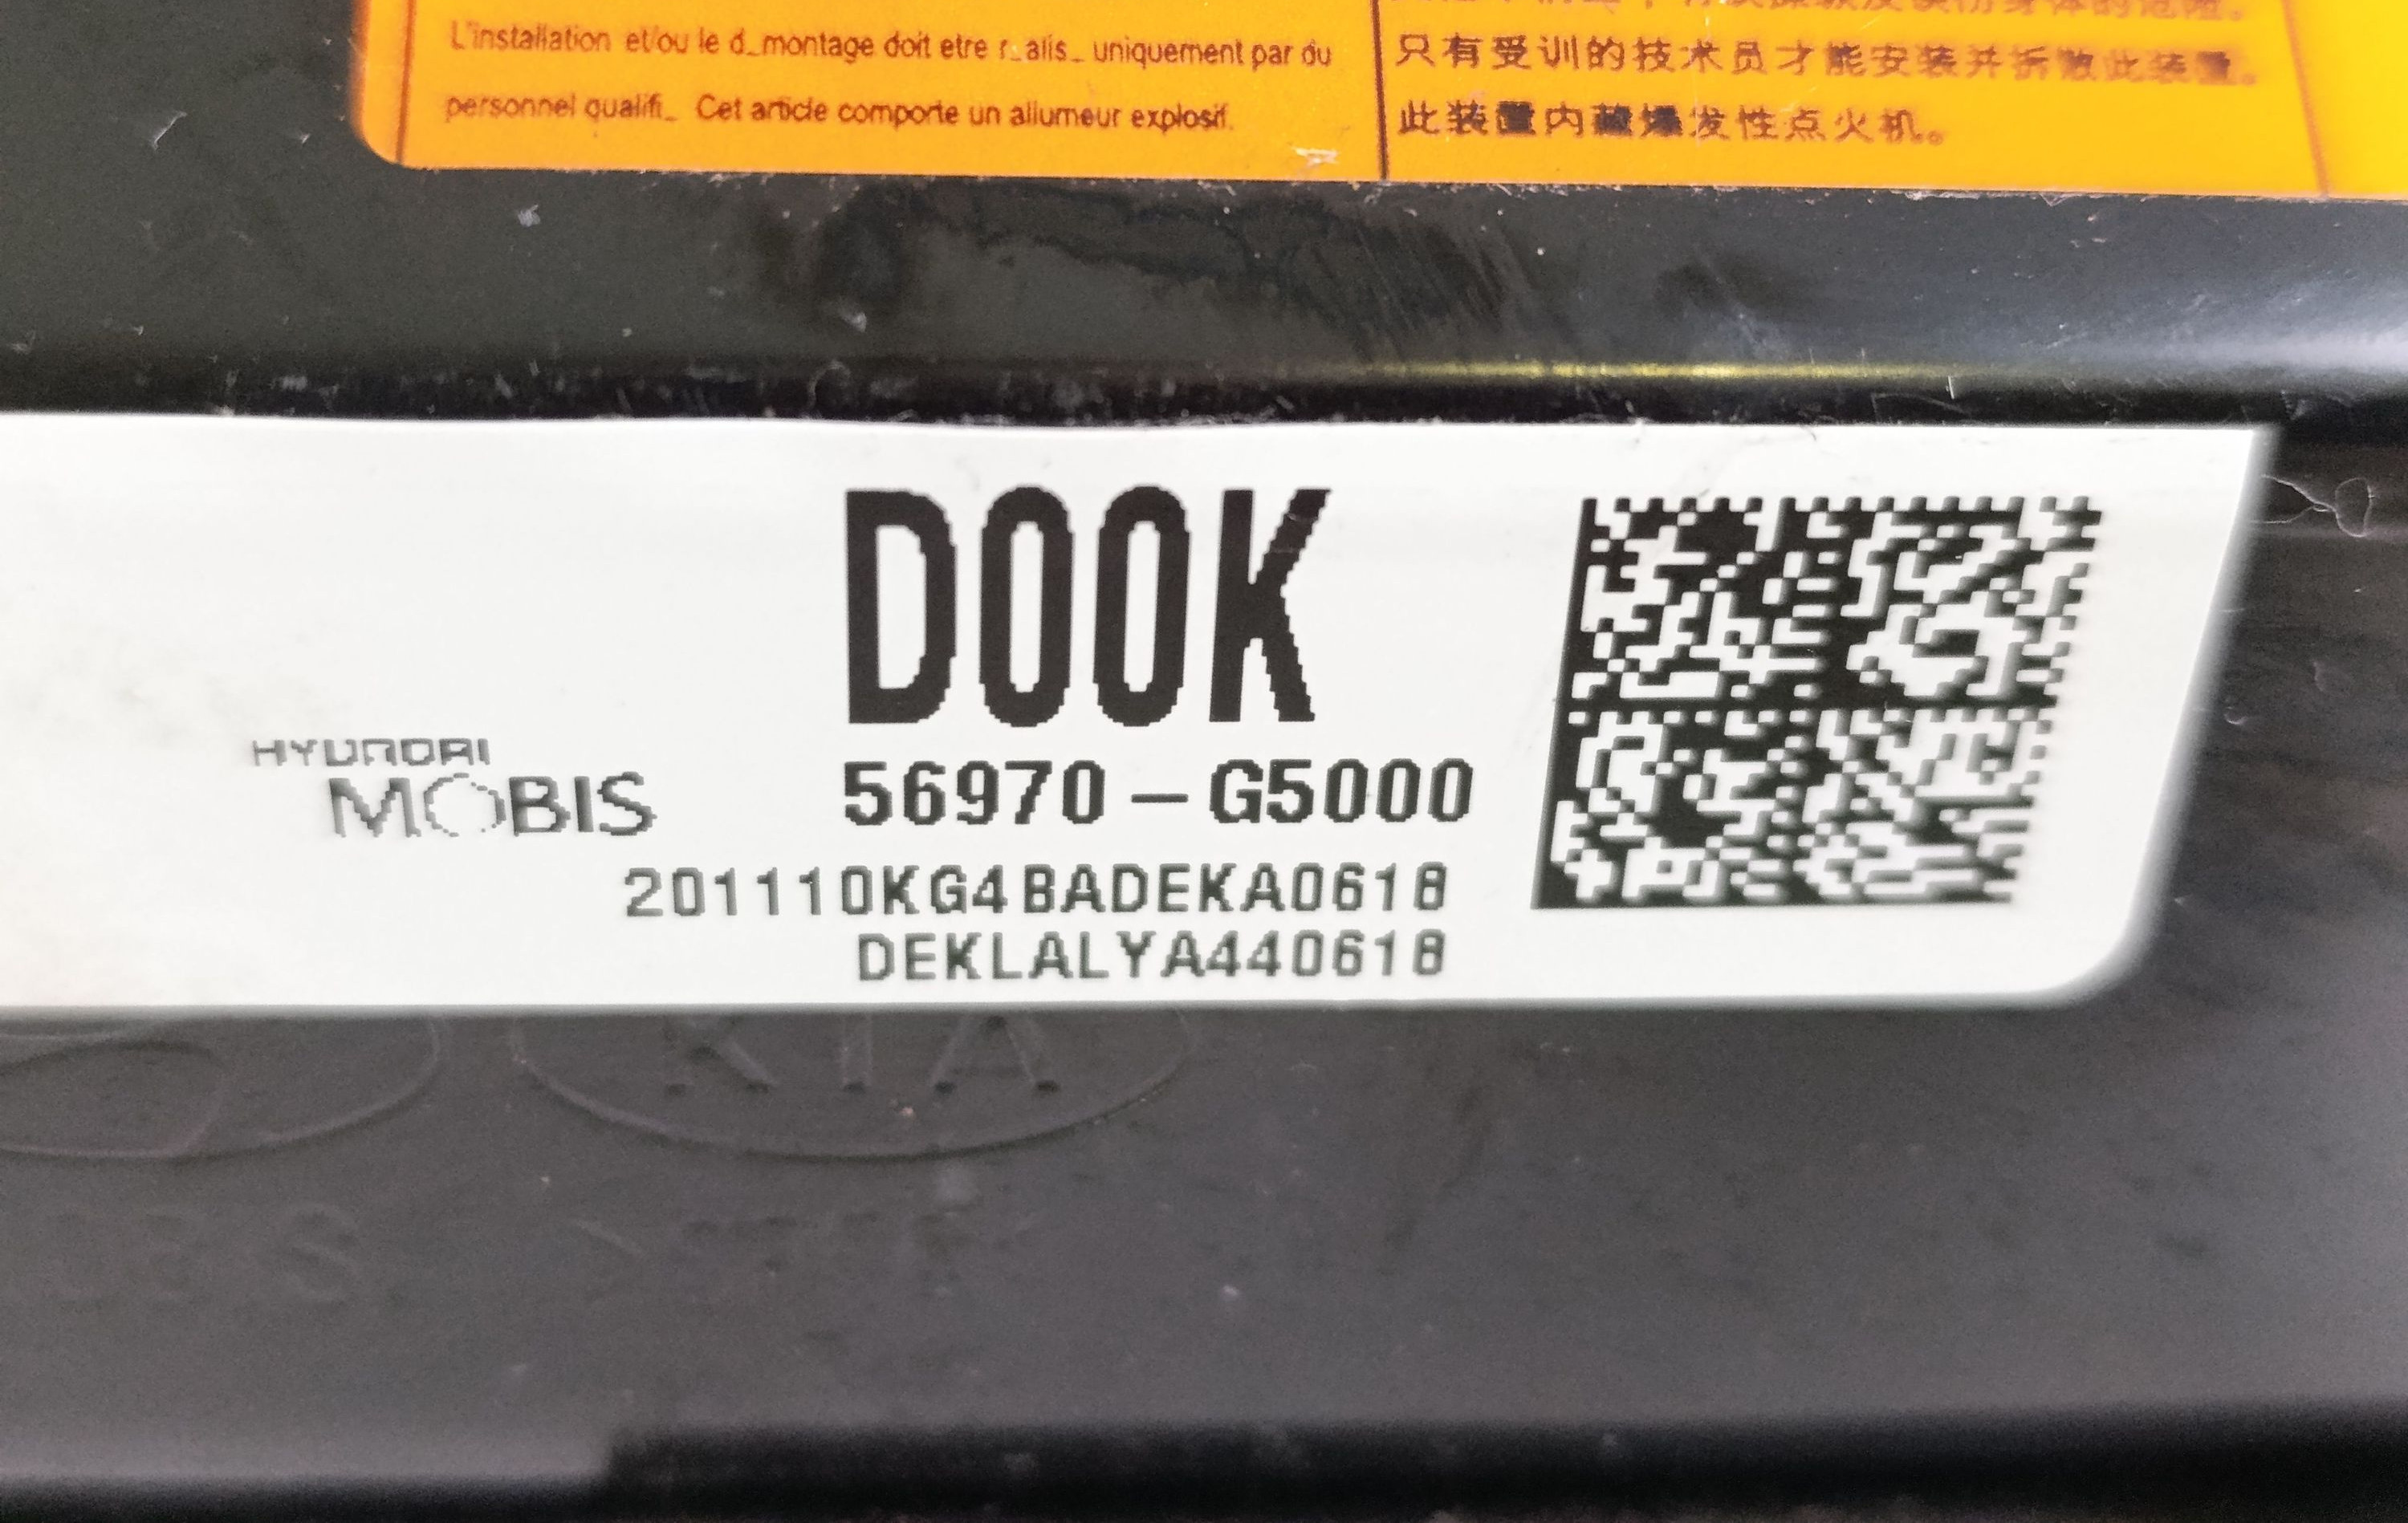 L'installation et/ou le d_montage doit etre r_alis_ uniquement par du
personnel qualifi_ Cet article comporte un allumeur explosif.
只有受训的技术员才能安装并拆散此装置。
此装置内藏爆发性点火机。
D00K
HYUNDAI
MOBIS
56970-G5000
201110KG4BADEKA0618
DEKLALYA440618
KIA